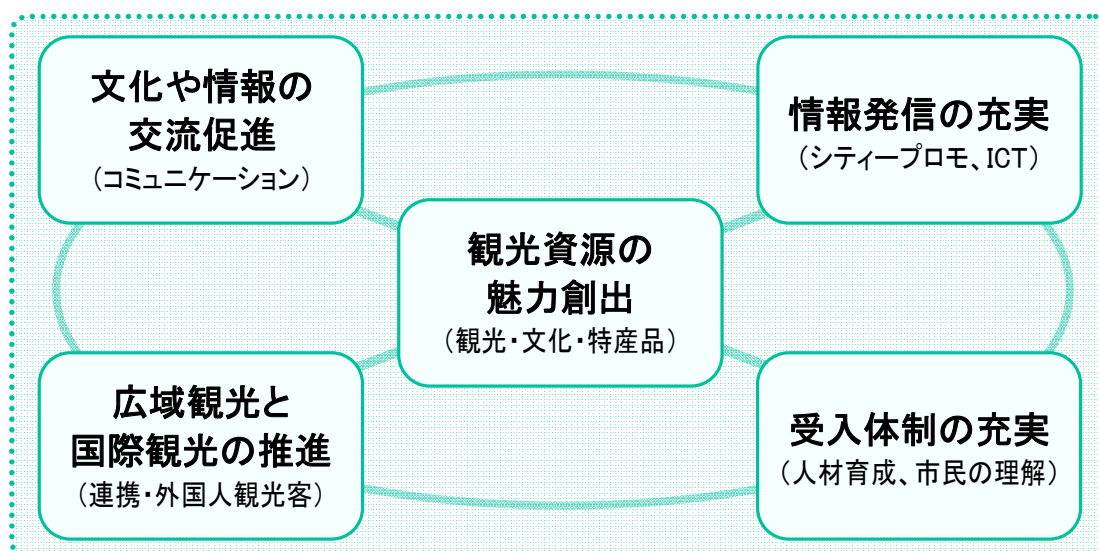 文化や情報の
交流促進
（コミュニケーション）
情報発信の充実
（シティープロモ、ICT）
観光資源の
魅力創出
（観光・文化・特産品）
広域観光と
国際観光の推進
（連携・外国人観光客）
受入体制の充実
（人材育成、市民の理解）